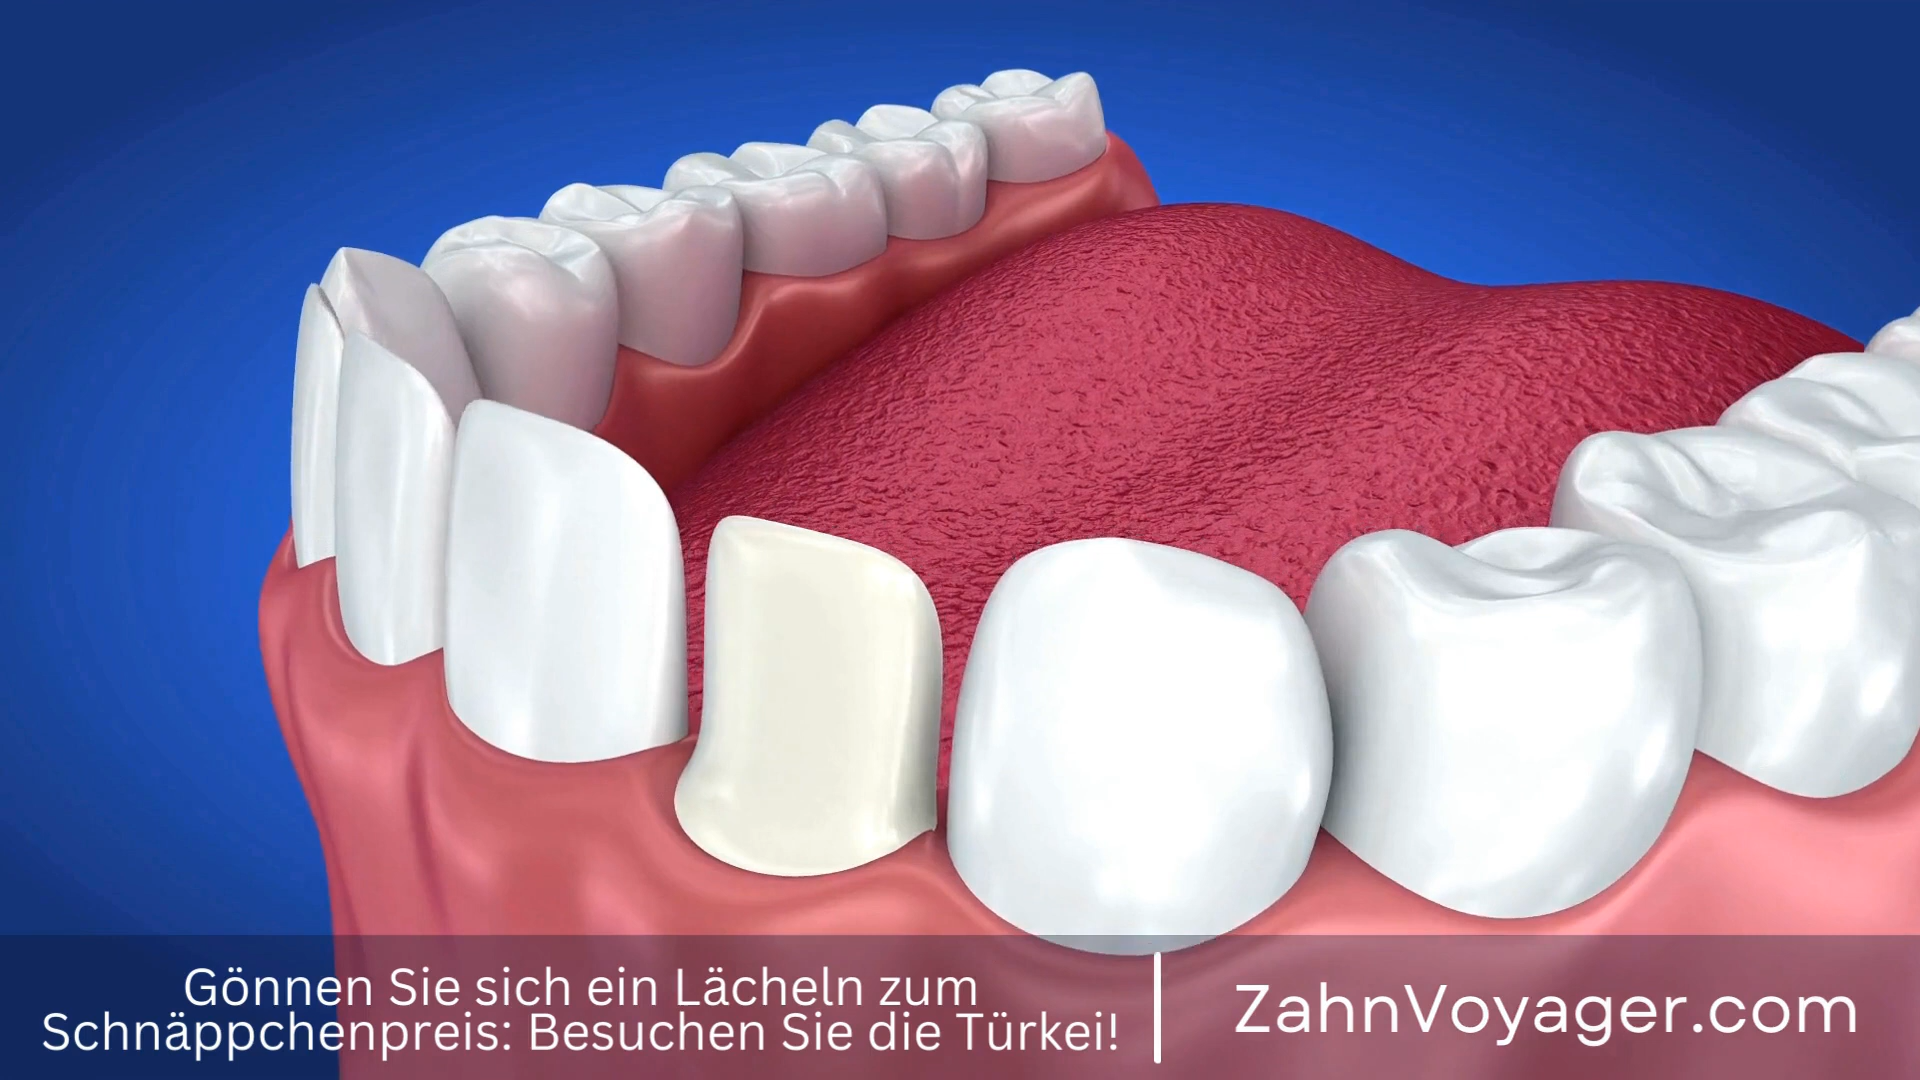 Gönnen Sie sich ein Lächeln zum
Schnäppchenpreis: Besuchen Sie die Türkei!
ZahnVoyager.com